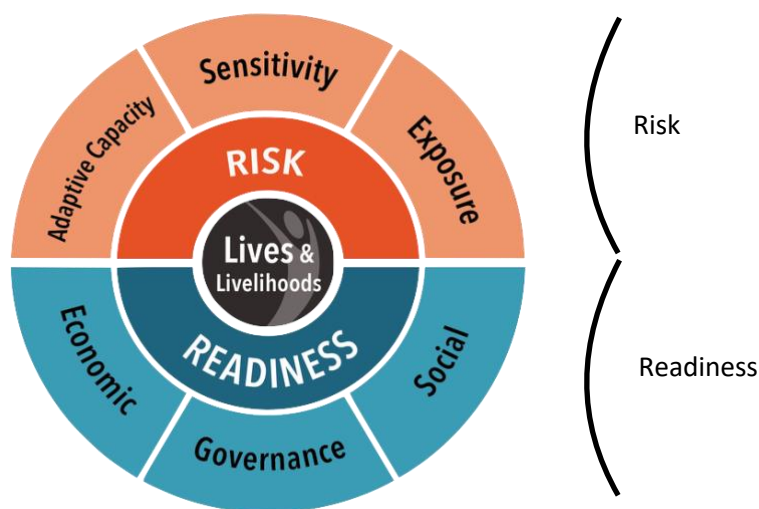 Sensitivity
Adaptive Capacity
Exposure
RISK
Risk
Lives &
Livelihoods
READINESS
Economic
Social
Readiness
Governance